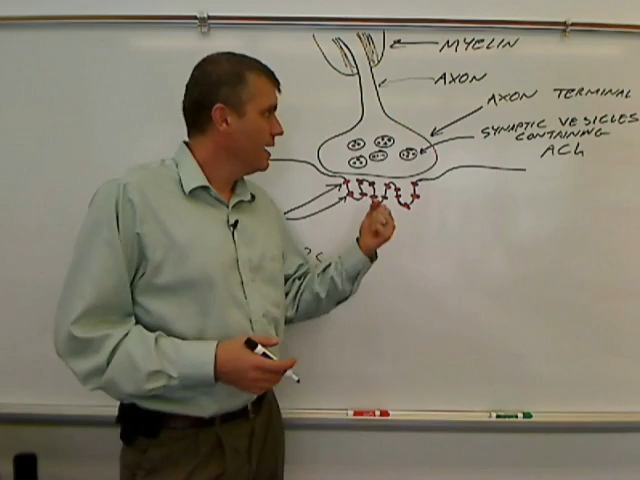 MYELIN
AXON
AXON TERMINAL
SYNAPTIC VESICLES
CONTAINING
ACh